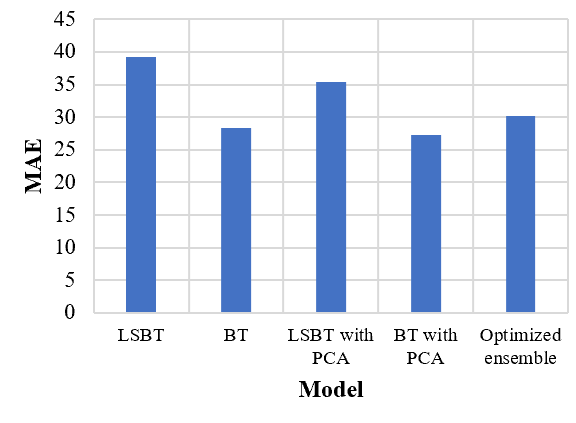 45
40
35
30
25
20
15
10
5
0
MAE
LSBT
BT
LSBT with
PCA
BT with
PCA
Optimized
ensemble
Model